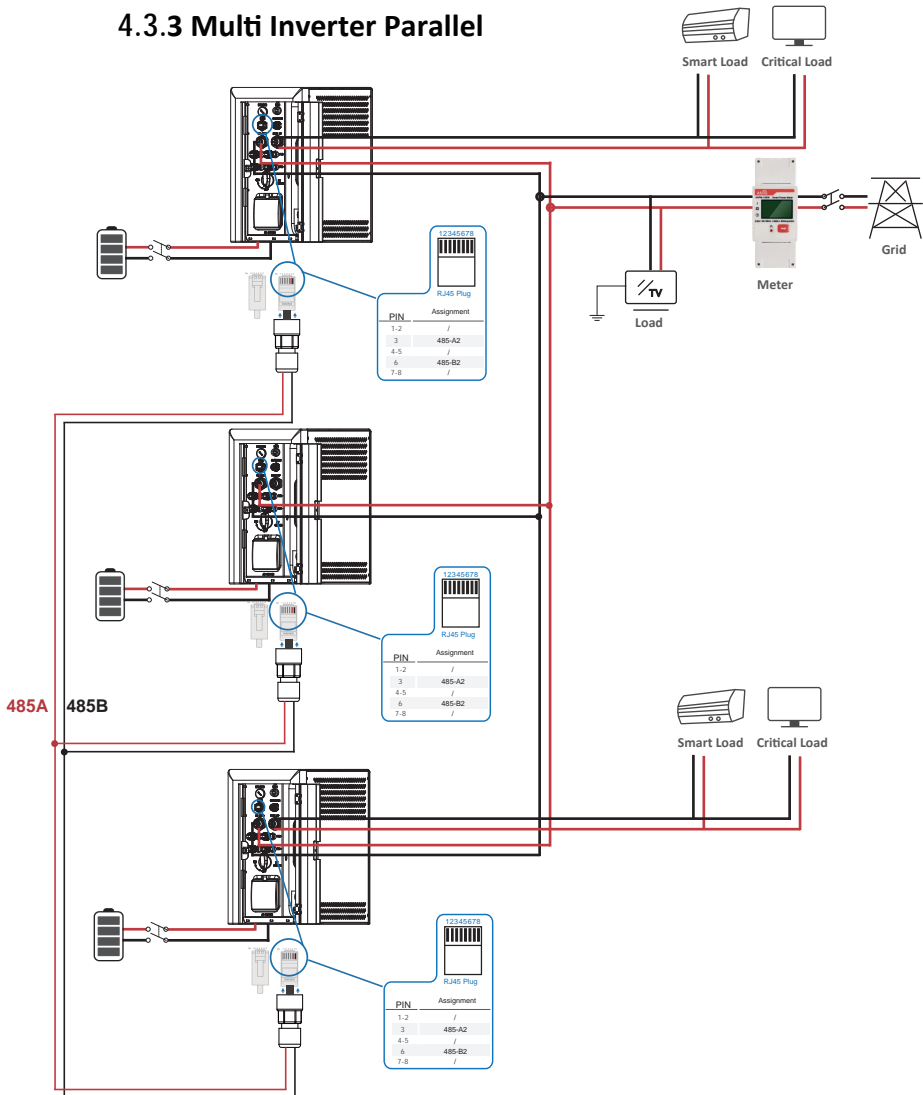 4.3.3 Multi Inverter Parallel
Smart Load Critical Load
12345678
RJ45 Plug
PIN Assignment
1-2 /
3 485-A2
4-5 /
6 485-B2
7-8 /
TV
Load
Meter
Grid
12345678
RJ45 Plug
PIN Assignment
1-2 /
3 485-A2
4-5 /
6 485-B2
7-8 /
485A 485B
Smart Load Critical Load
12345678
RJ45 Plug
PIN Assignment
1-2 /
3 485-A2
4-5 /
6 485-B2
7-8 /